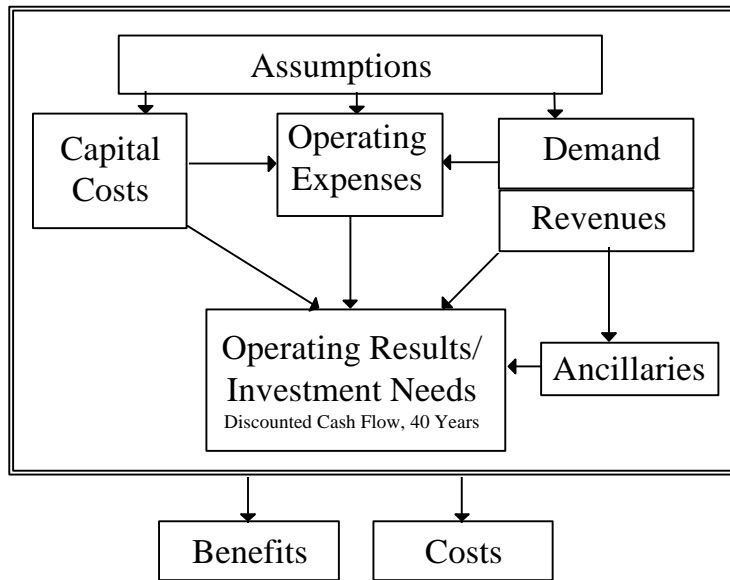 Assumptions
Capital
Costs
Operating
Expenses
Demand
Revenues
Operating Results/
Investment Needs
Discounted Cash Flow, 40 Years
Ancillaries
Benefits
Costs